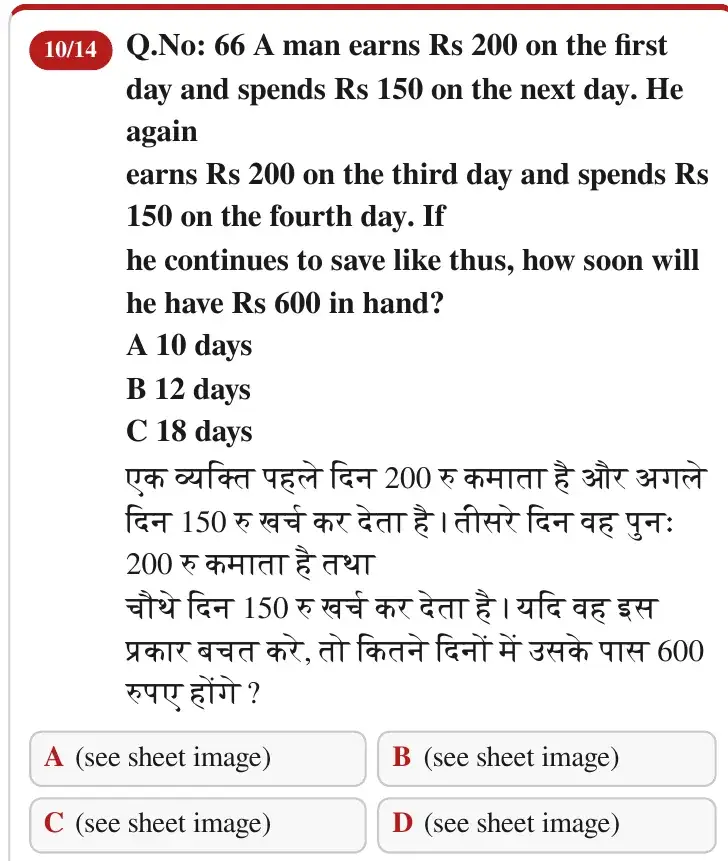 10/14 Q.No: 66 A man earns Rs 200 on the first
day and spends Rs 150 on the next day. He
again
earns Rs 200 on the third day and spends Rs
150 on the fourth day. If
he continues to save like thus, how soon will
he have Rs 600 in hand?
A 10 days
B 12 days
C 18 days
एक व्यक्ति पहले दिन 200 रु कमाता है और अगले
दिन 150 रु खर्च कर देता है। तीसरे दिन वह पुनः
200 रु कमाता है तथा
चौथे दिन 150 रु खर्च कर देता है। यदि वह इस
प्रकार बचत करे, तो कितने दिनों में उसके पास 600
रुपए होंगे ?
A (see sheet image) B (see sheet image)
C (see sheet image) D (see sheet image)